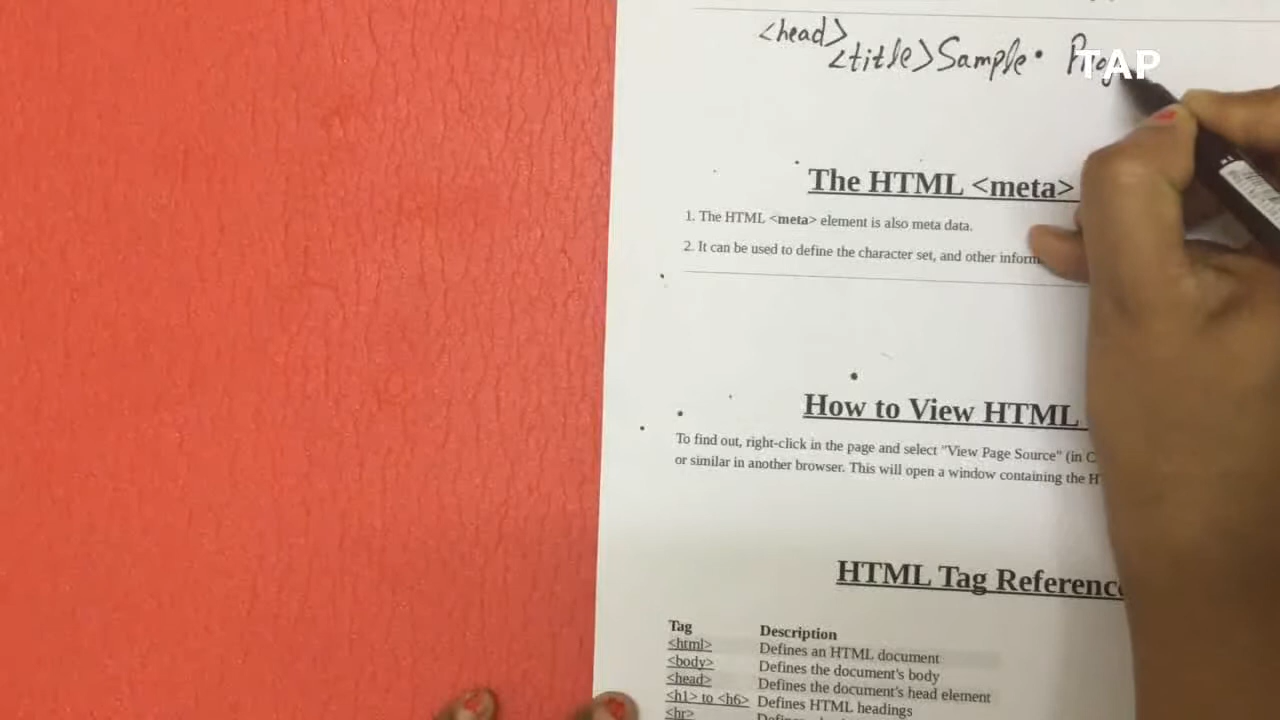 <head>
<title>Sample Prog
TAP
The HTML <meta>
1. The HTML <meta> element is also meta data.
2. It can be used to define the character set, and other inform
How to View HTML
To find out, right-click in the page and select "View Page Source" (in C
or similar in another browser. This will open a window containing the H
HTML Tag Reference
Tag Description
<html> Defines an HTML document
<body> Defines the document's body
<head> Defines the document's head element
<h1> to <h6> Defines HTML headings
<hr>